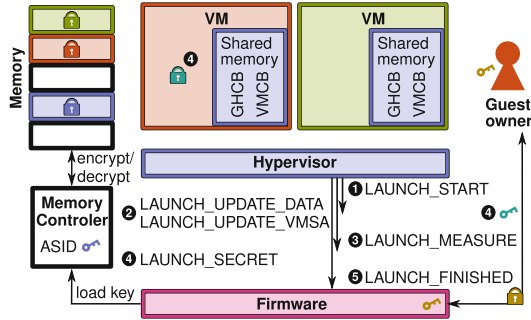 Memory
VM
4
Shared
memory
GHCB
VMCB
VM
Shared
memory
GHCB
VMCB
Guest
owner
encrypt/
decrypt
Hypervisor
Memory
Controler
ASID
1 LAUNCH_START
2 LAUNCH_UPDATE_DATA
LAUNCH_UPDATE_VMSA
4
3 LAUNCH_MEASURE
4 LAUNCH_SECRET
5 LAUNCH_FINISHED
load key
Firmware